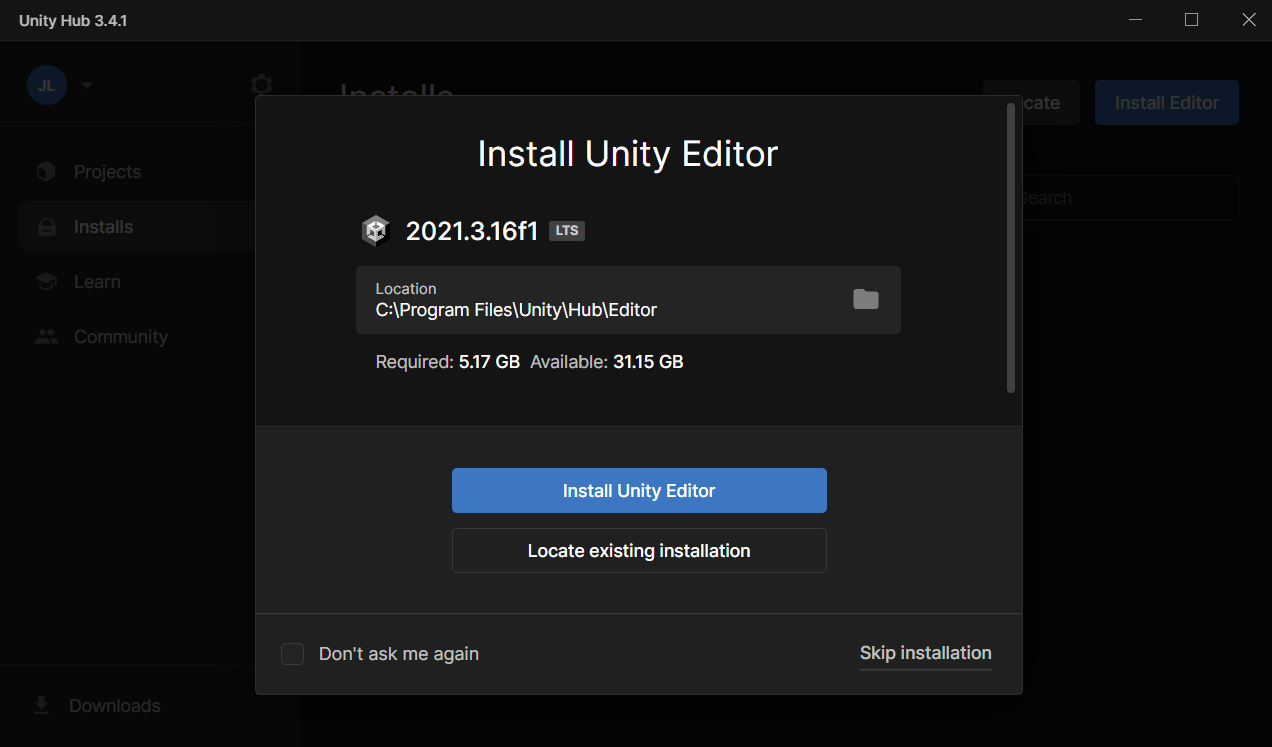 Unity Hub 3.4.1
JL
Installs
cate
Install Editor
Projects
Installs
Learn
Community
Downloads
Search
Install Unity Editor
2021.3.16f1 LTS
Location
C:\Program Files\Unity\Hub\Editor
Required: 5.17 GB Available: 31.15 GB
Install Unity Editor
Locate existing installation
Don't ask me again
Skip installation